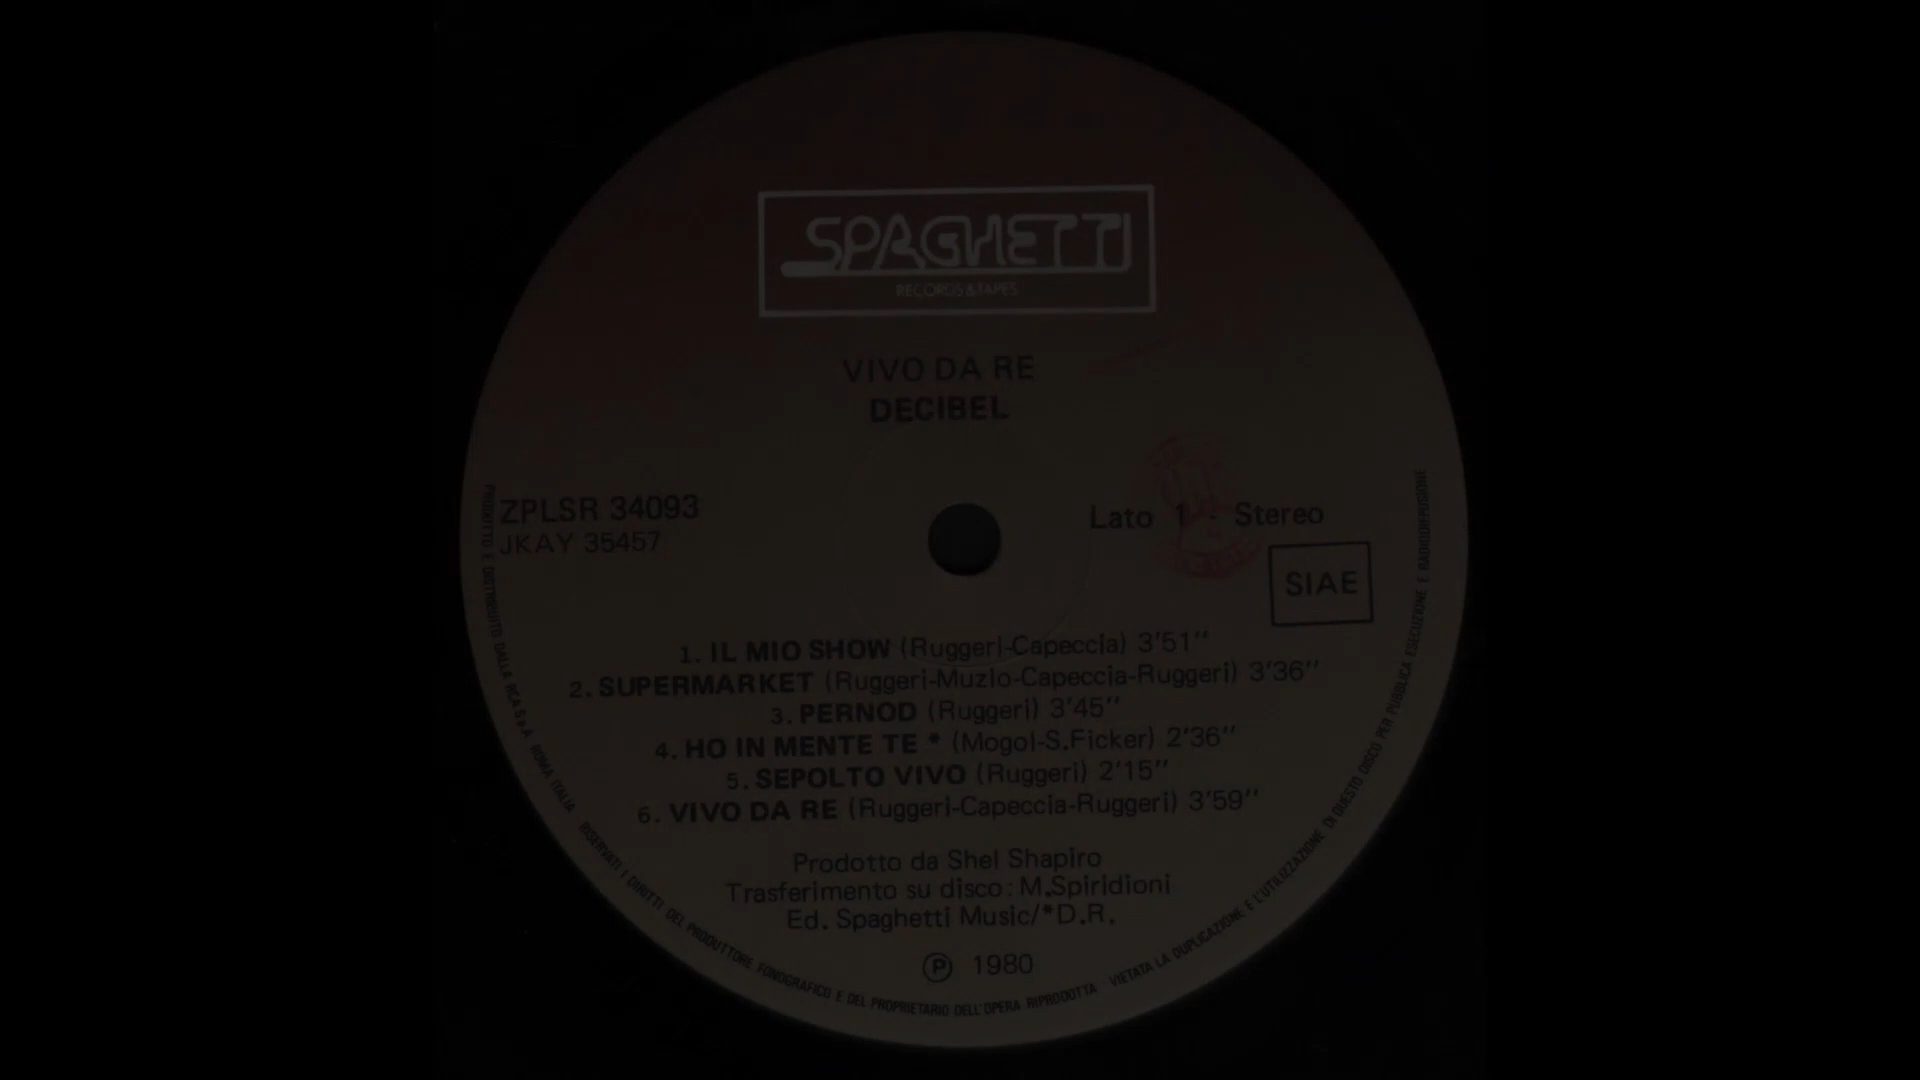 SPAGHETTI
RECORDS & TAPES
VIVO DA RE
DECIBEL
ZPLSR 34093
JKAY 35457
Lato 1 - Stereo
SIAE
1. IL MIO SHOW (Ruggeri-Capeccia) 3'51''
2. SUPERMARKET (Ruggeri-Muzio-Capeccia-Ruggeri) 3'36''
3. PERNOD (Ruggeri) 3'45''
4. HO IN MENTE TE * (Mogol-S.Ficker) 2'36''
5. SEPOLTO VIVO (Ruggeri) 2'15''
6. VIVO DA RE (Ruggeri-Capeccia-Ruggeri) 3'59''
Prodotto da Shel Shapiro
Trasferimento su disco: M.Spiridioni
Ed. Spaghetti Music/*D.R.
Ⓟ 1980
PRODOTTO E DISTRIBUITO DALLA RCA S.p.A. ROMA ITALIA - RISERVATI I DIRITTI DEL PRODUTTORE FONOGRAFICO E DEL PROPRIETARIO DELL'OPERA RIPRODOTTA - VIETATA LA DUPLICAZIONE E L'UTILIZZAZIONE DI QUESTO DISCO PER PUBBLICA ESECUZIONE E RADIODIFFUSIONE